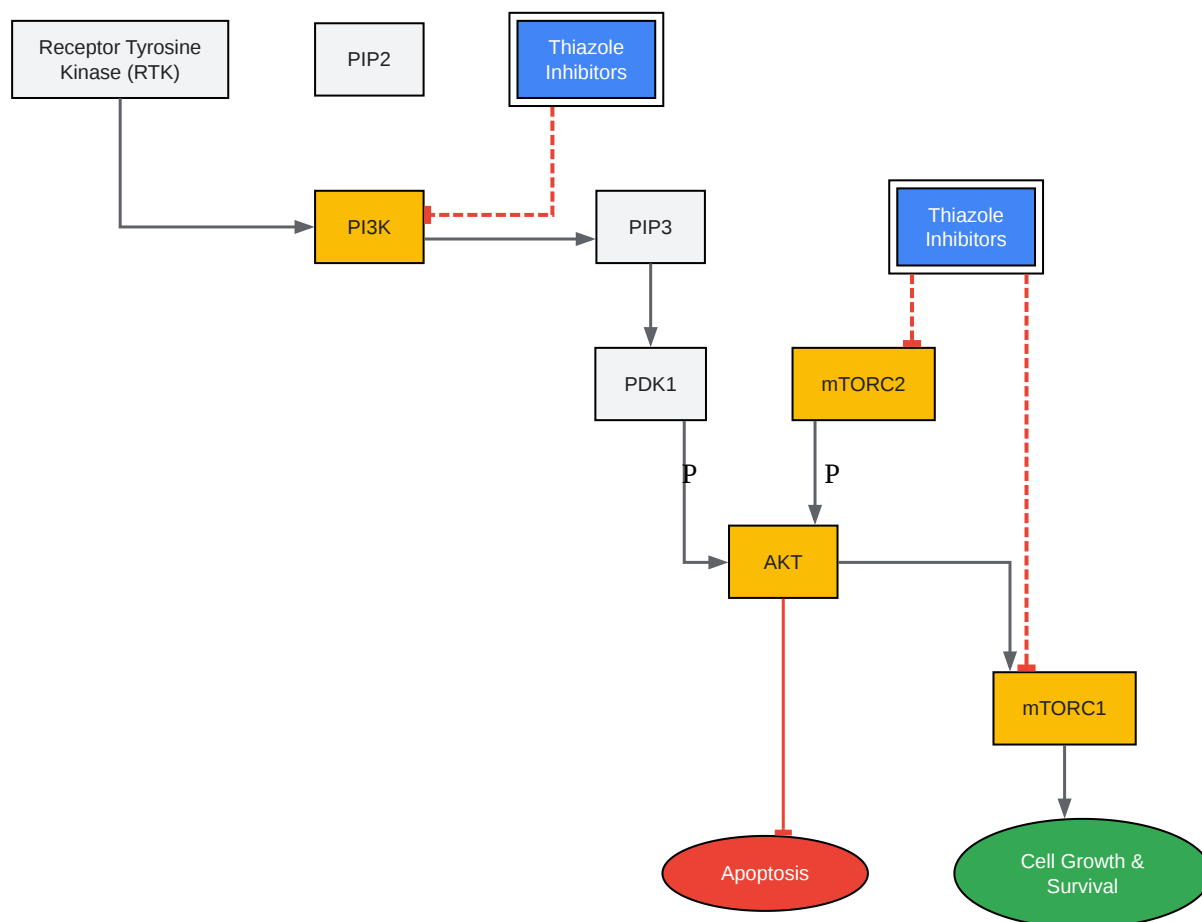 Receptor Tyrosine
Kinase (RTK)
PIP2
Thiazole
Inhibitors
PI3K
PIP3
Thiazole
Inhibitors
PDK1
mTORC2
P
P
AKT
mTORC1
Apoptosis
Cell Growth &
Survival